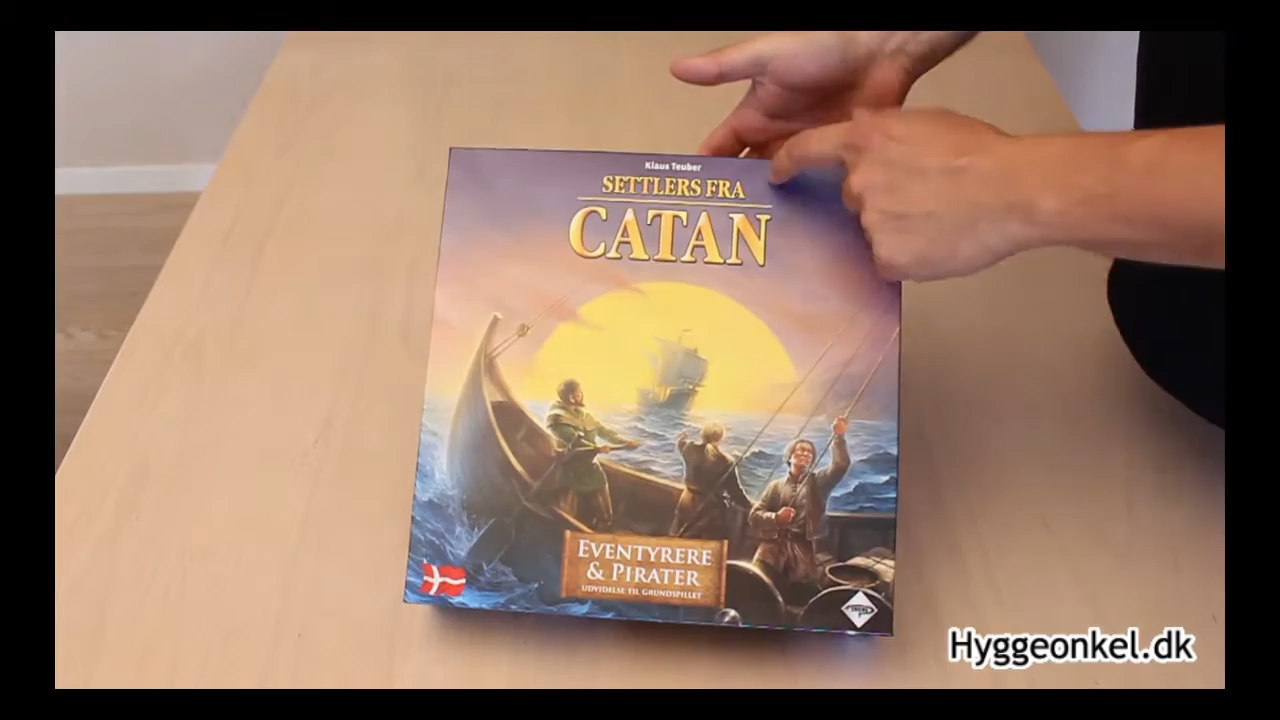 Klaus Teuber
SETTLERS FRA
CATAN
EVENTYRERE
& PIRATER
UDVIDELSE TIL GRUNDSPILLET
Hyggeonkel.dk